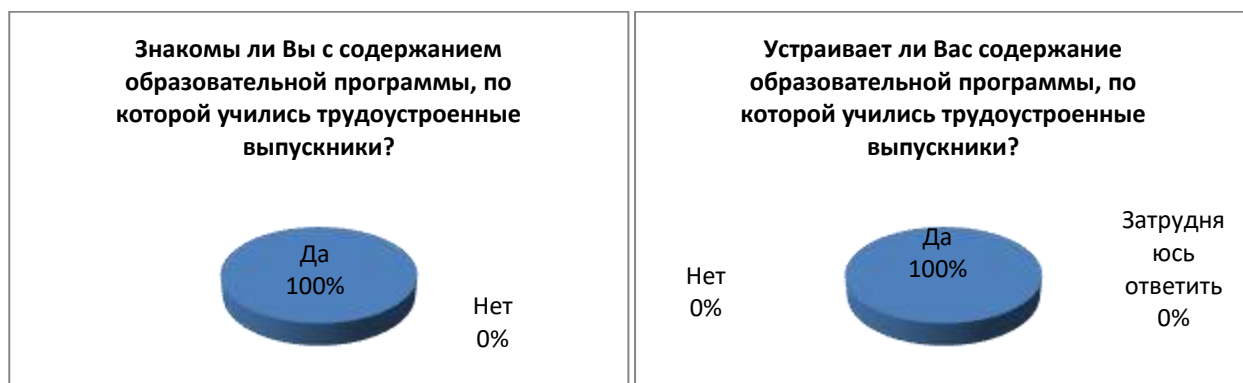 Знакомы ли Вы с содержанием
образовательной программы, по
которой учились трудоустроенные
выпускники?
Да
100%
Нет
0%
Устраивает ли Вас содержание
образовательной программы, по
которой учились трудоустроенные
выпускники?
Нет
0%
Да
100%
Затрудня
юсь
ответить
0%